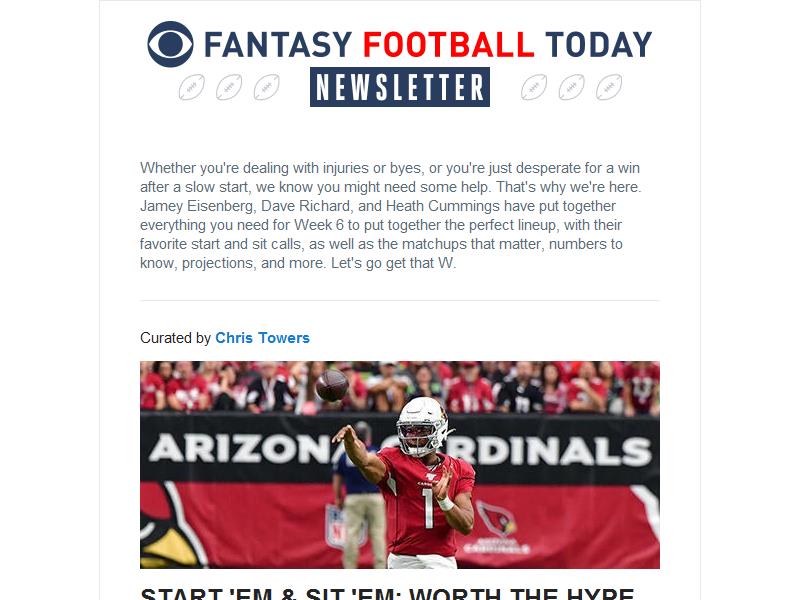 FANTASY FOOTBALL TODAY
NEWSLETTER
Whether you're dealing with injuries or byes, or you're just desperate for a win
after a slow start, we know you might need some help. That's why we're here.
Jamey Eisenberg, Dave Richard, and Heath Cummings have put together
everything you need for Week 6 to put together the perfect lineup, with their
favorite start and sit calls, as well as the matchups that matter, numbers to
know, projections, and more. Let's go get that W.
Curated by Chris Towers
ARIZON RDINALS
1
CARDINALS
START 'EM & SIT 'EM: WORTH THE HYPE